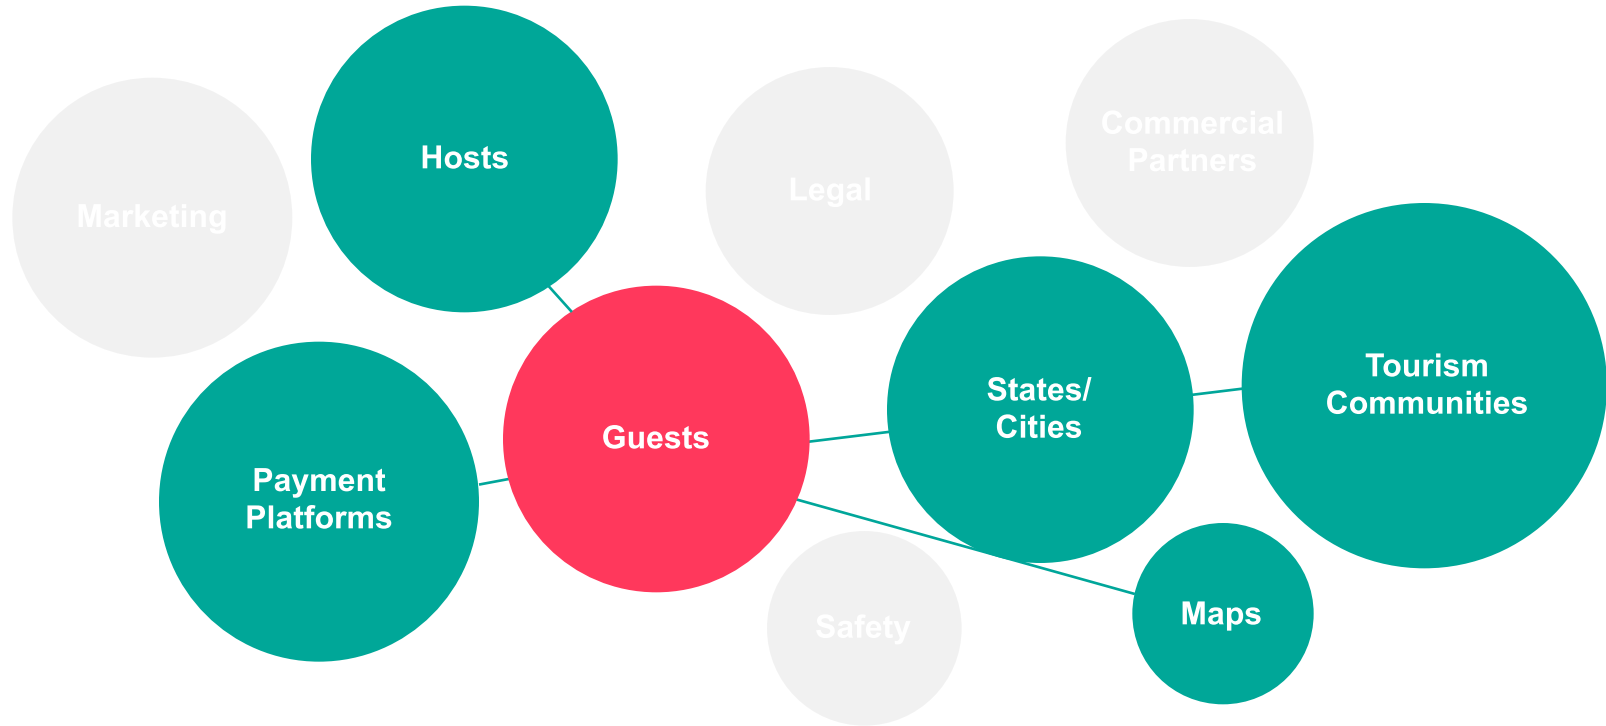 Marketing
Hosts
Legal
Commercial
Partners
Payment
Platforms
Guests
States/
Cities
Tourism
Communities
Safety
Maps